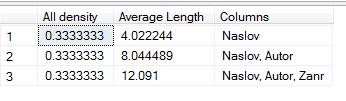 All density Average Length Columns
1 0.3333333 4.022244 Naslov
2 0.3333333 8.044489 Naslov, Autor
3 0.3333333 12.091 Naslov, Autor, Zanr